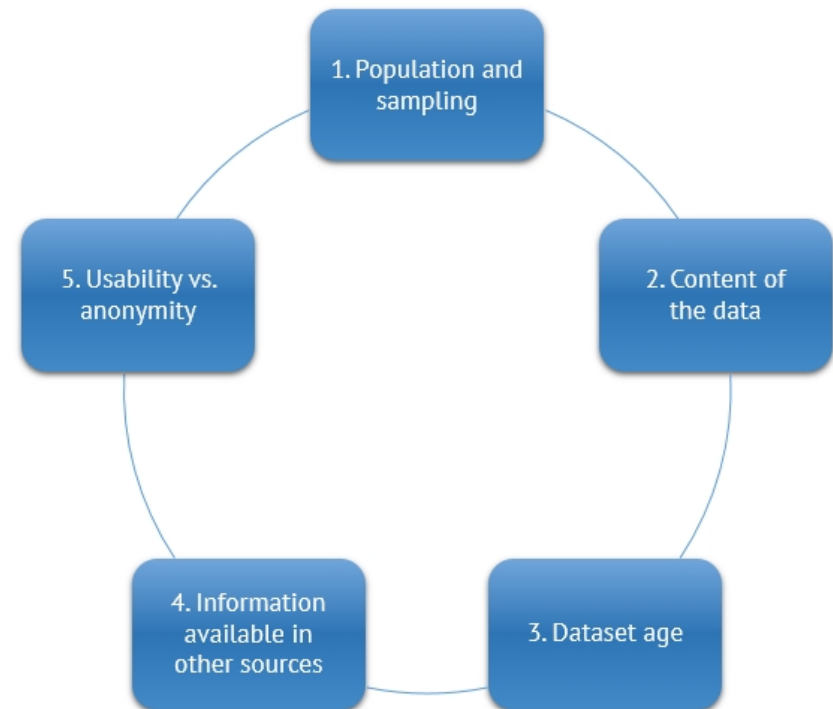 1. Population and
sampling
2. Content of
the data
3. Dataset age
4. Information
available in
other sources
5. Usability vs.
anonymity